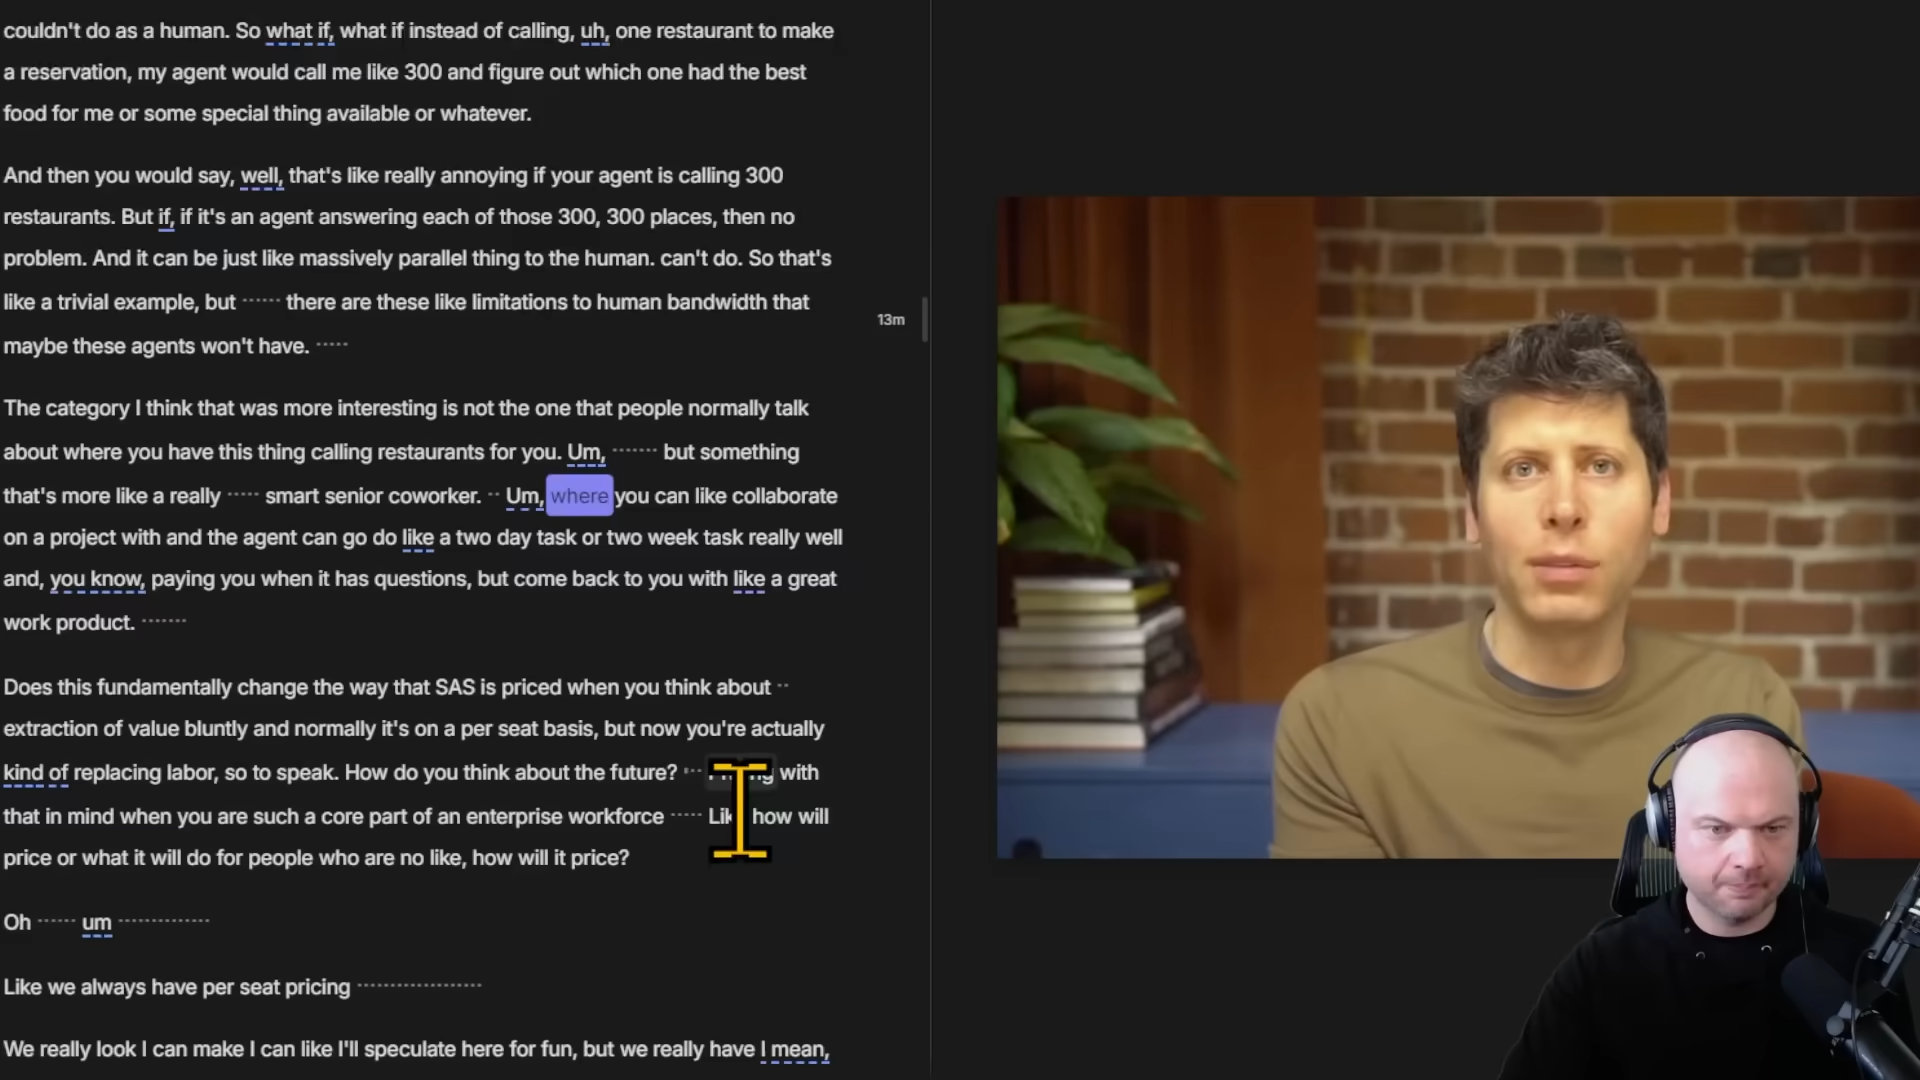 couldn't do as a human. So what if, what if instead of calling, uh, one restaurant to make
a reservation, my agent would call me like 300 and figure out which one had the best
food for me or some special thing available or whatever.
And then you would say, well, that's like really annoying if your agent is calling 300
restaurants. But if, if it's an agent answering each of those 300, 300 places, then no
problem. And it can be just like massively parallel thing to the human. can't do. So that's
like a trivial example, but ······ there are these like limitations to human bandwidth that
maybe these agents won't have. ·····
13m
The category I think that was more interesting is not the one that people normally talk
about where you have this thing calling restaurants for you. Um, ······· but something
that's more like a really ····· smart senior coworker. ·· Um, where you can like collaborate
on a project with and the agent can go do like a two day task or two week task really well
and, you know, paying you when it has questions, but come back to you with like a great
work product. ·······
Does this fundamentally change the way that SAS is priced when you think about ··
extraction of value bluntly and normally it's on a per seat basis, but now you're actually
kind of replacing labor, so to speak. How do you think about the future? ··· with
that in mind when you are such a core part of an enterprise workforce ····· how will
price or what it will do for people who are no like, how will it price?
Oh ······ um ··············
Like we always have per seat pricing ···················
We really look I can make I can like I'll speculate here for fun, but we really have I mean,